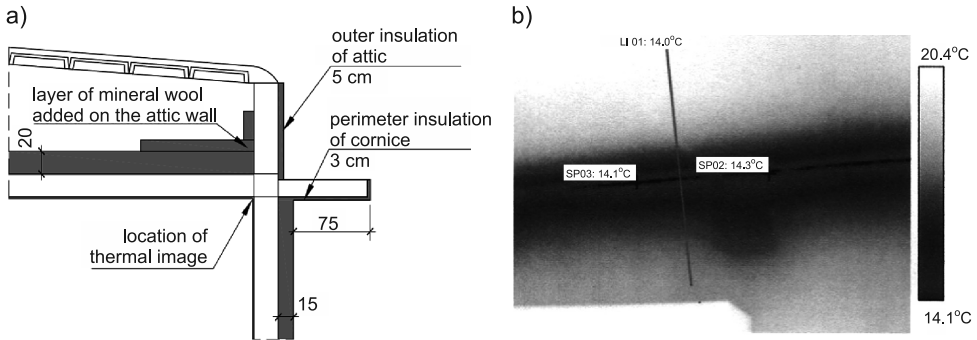 a)
outer insulation
of attic
5 cm
layer of mineral wool
added on the attic wall
perimeter insulation
of cornice
3 cm
20
75
location of
thermal image
15
b)
LI 01: 14.0°C
20.4°C
SP03: 14.1°C
SP02: 14.3°C
14.1°C